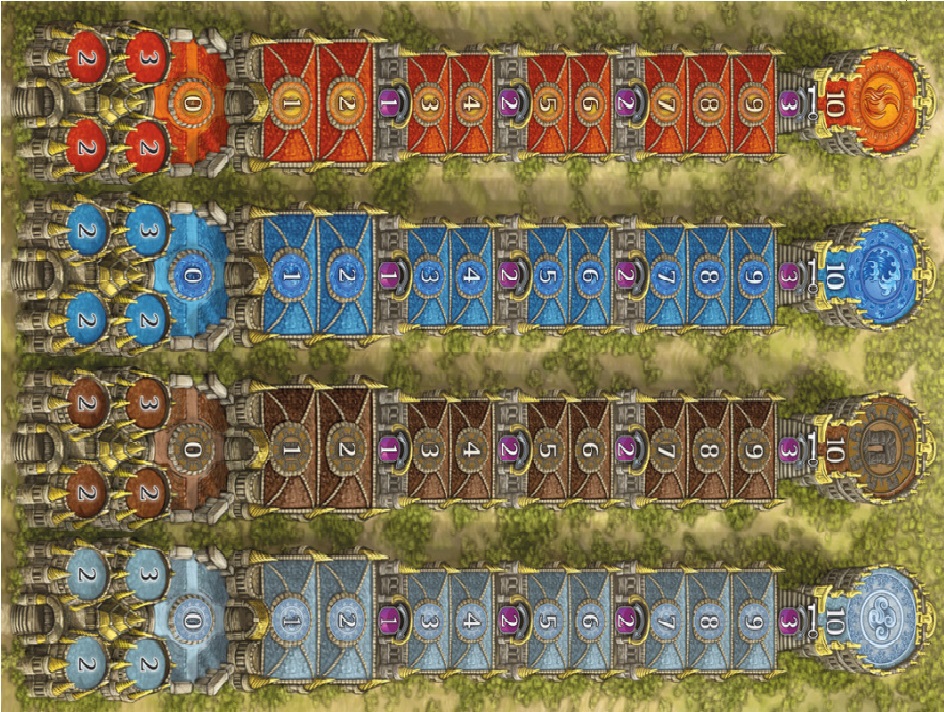 10 10 10 10
3 3 3 3
9 9 9 9
8 8 8 8
7 7 7 7
2 2 2 2
6 6 6 6
5 5 5 5
2 2 2 2
4 4 4 4
3 3 3 3
1 1 1 1
2 2 2 2
1 1 1 1
0 0 0 0
3 2 3 2 3 2 3 2
2 2 2 2 2 2 2 2